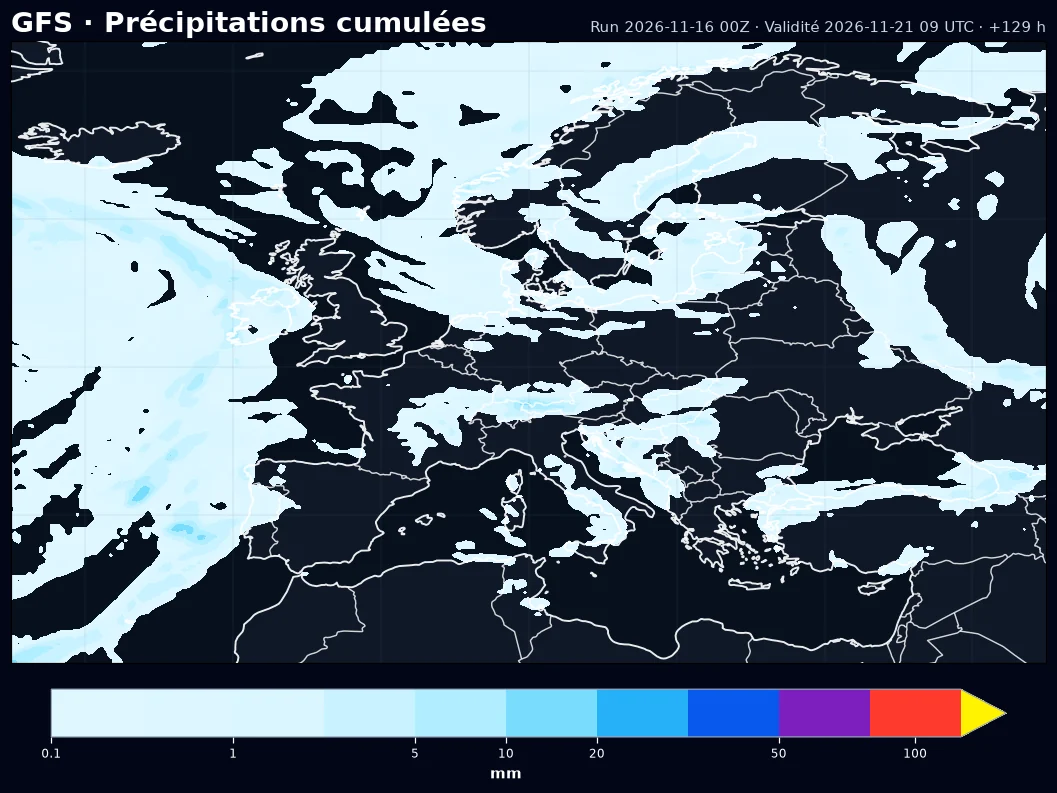 GFS · Précipitations cumulées
Run 2026-11-16 00Z · Validité 2026-11-21 09 UTC · +129 h
0.1 1 5 10 20 50 100
mm